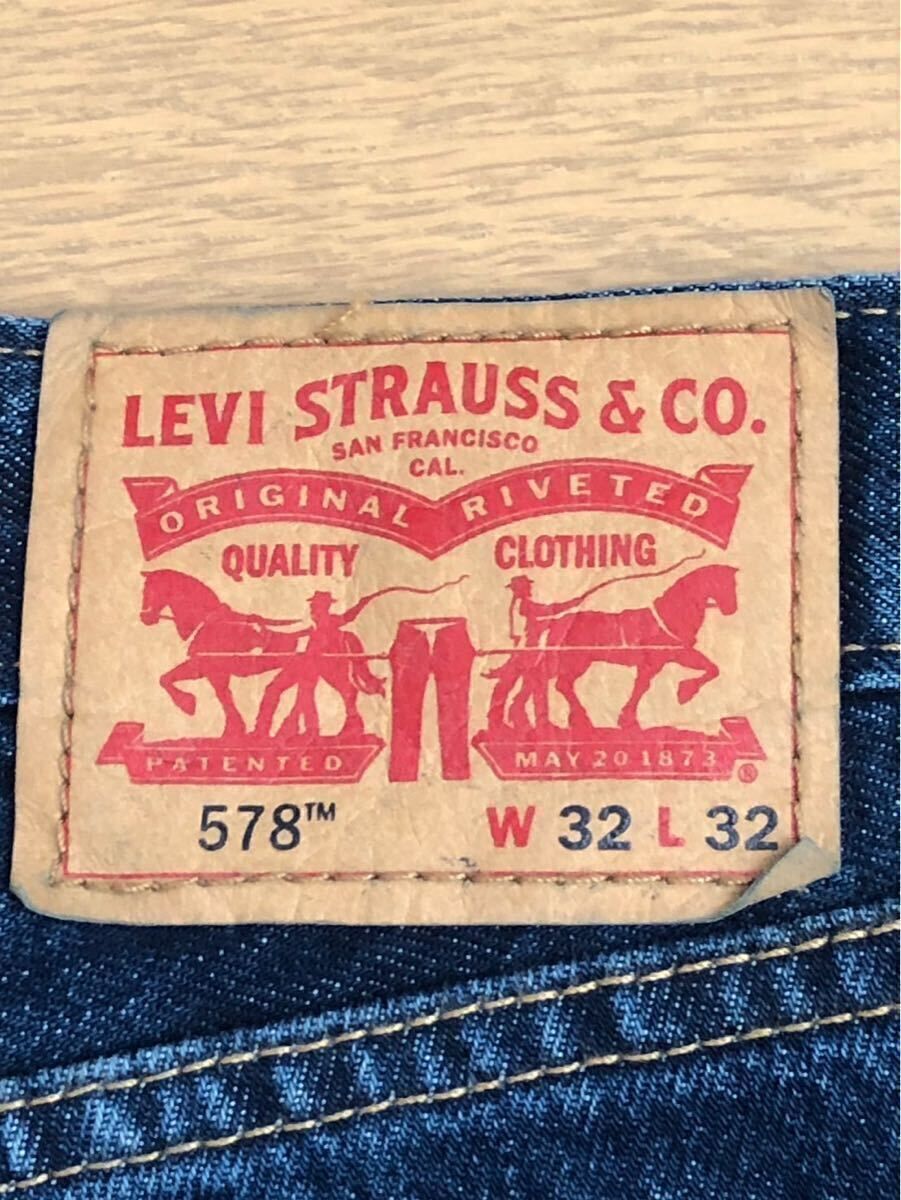 LEVI STRAUSS & CO.
SAN FRANCISCO
CAL.
ORIGINAL RIVETED
QUALITY CLOTHING
PATENTED MAY 20 1873 ®
578™ W 32 L 32